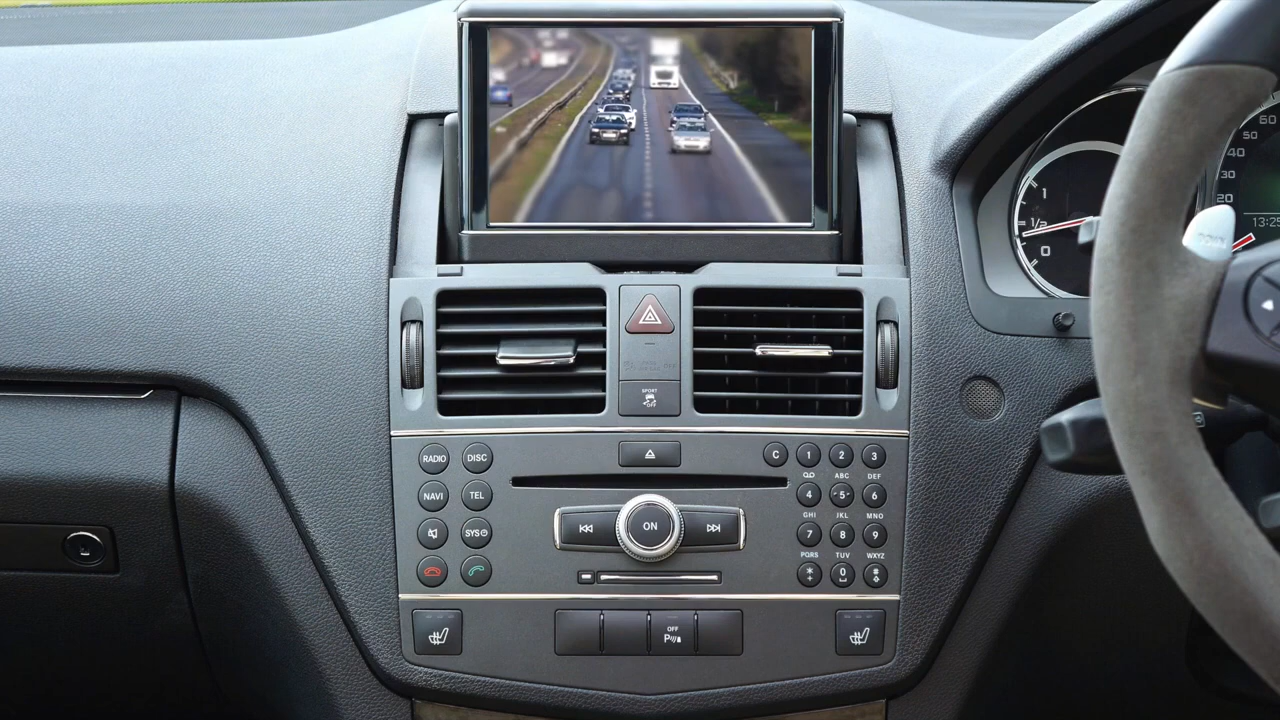 60
50
40
30
20
13:25
1
1/2
0
SPORT
OFF
RADIO
DISC
C
1
2
3
ABC
DEF
NAVI
TEL
4
5
6
GHI
JKL
MNO
ON
SYS
7
8
9
PQRS
TUV
WXYZ
*
0
#
OFF
P